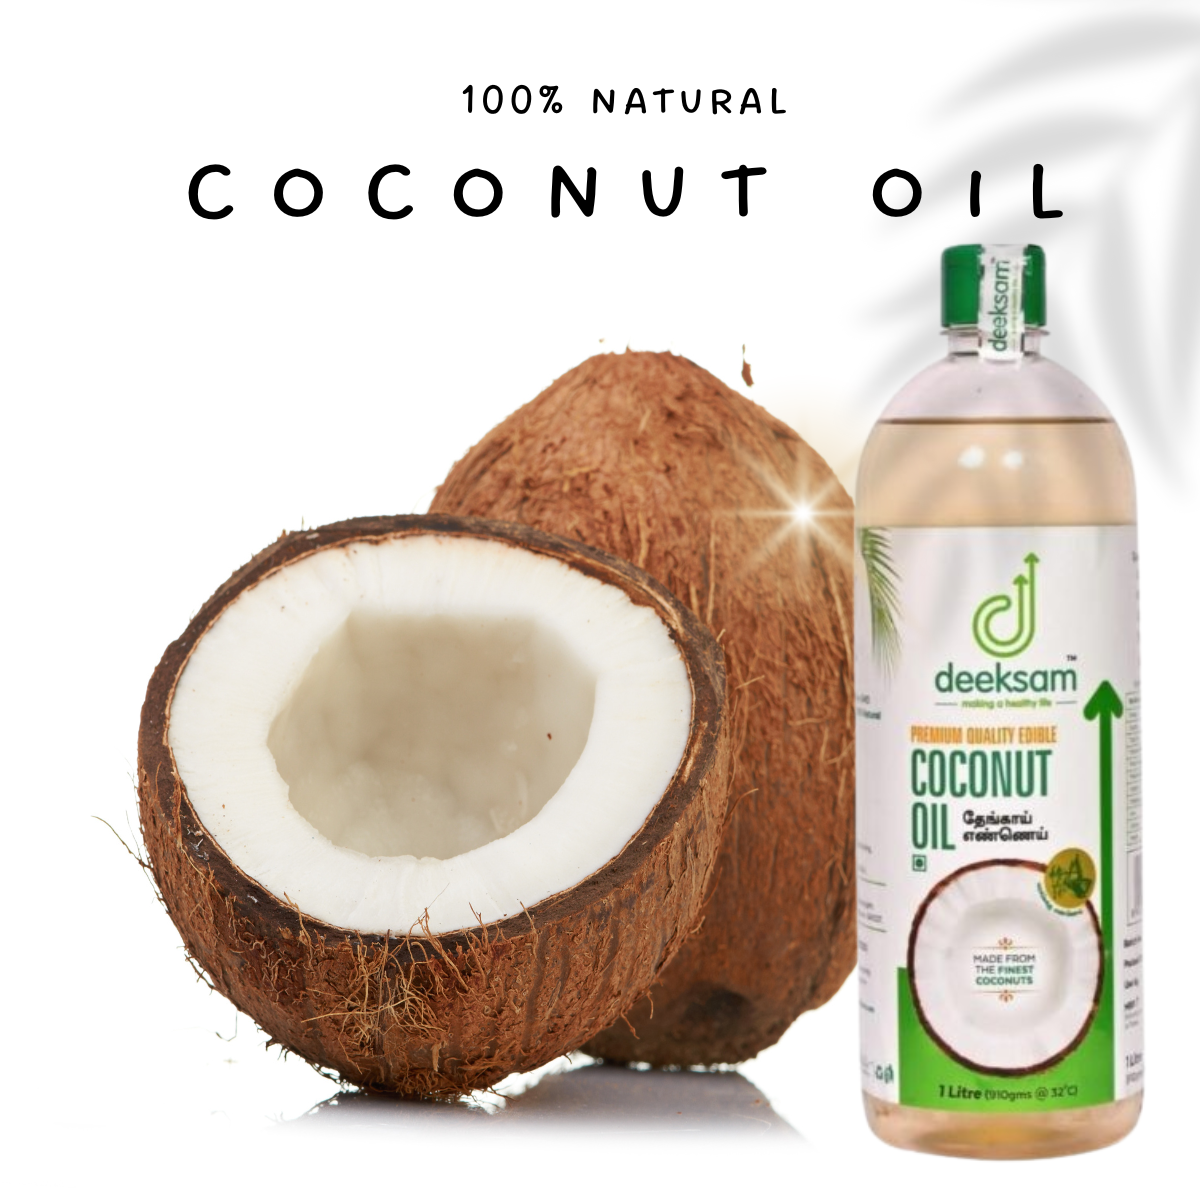 100% NATURAL
COCONUT OIL
deeksam
deeksam™
making a healthy life
PREMIUM QUALITY EDIBLE
COCONUT
OIL
தேங்காய்
எண்ணெய்
MADE FROM
THE FINEST
COCONUTS
1 Litre (910gms @ 32°C)